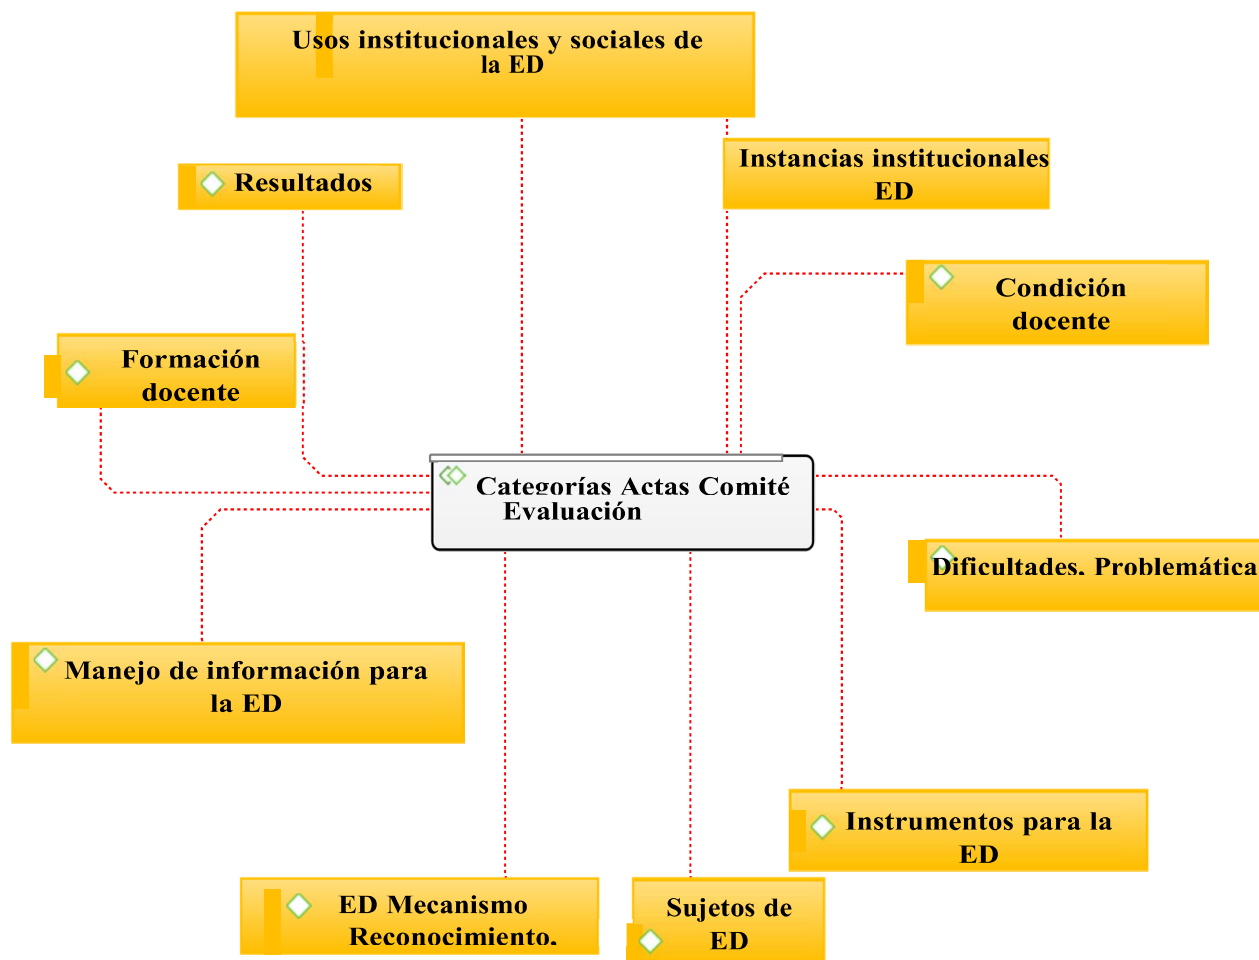 Usos institucionales y sociales de
la ED
Instancias institucionales
ED
Resultados
Condición
docente
Formación
docente
Categorías Actas Comité
Evaluación
Dificultades. Problemática
Manejo de información para
la ED
Instrumentos para la
ED
ED Mecanismo
Reconocimiento.
Sujetos de
ED